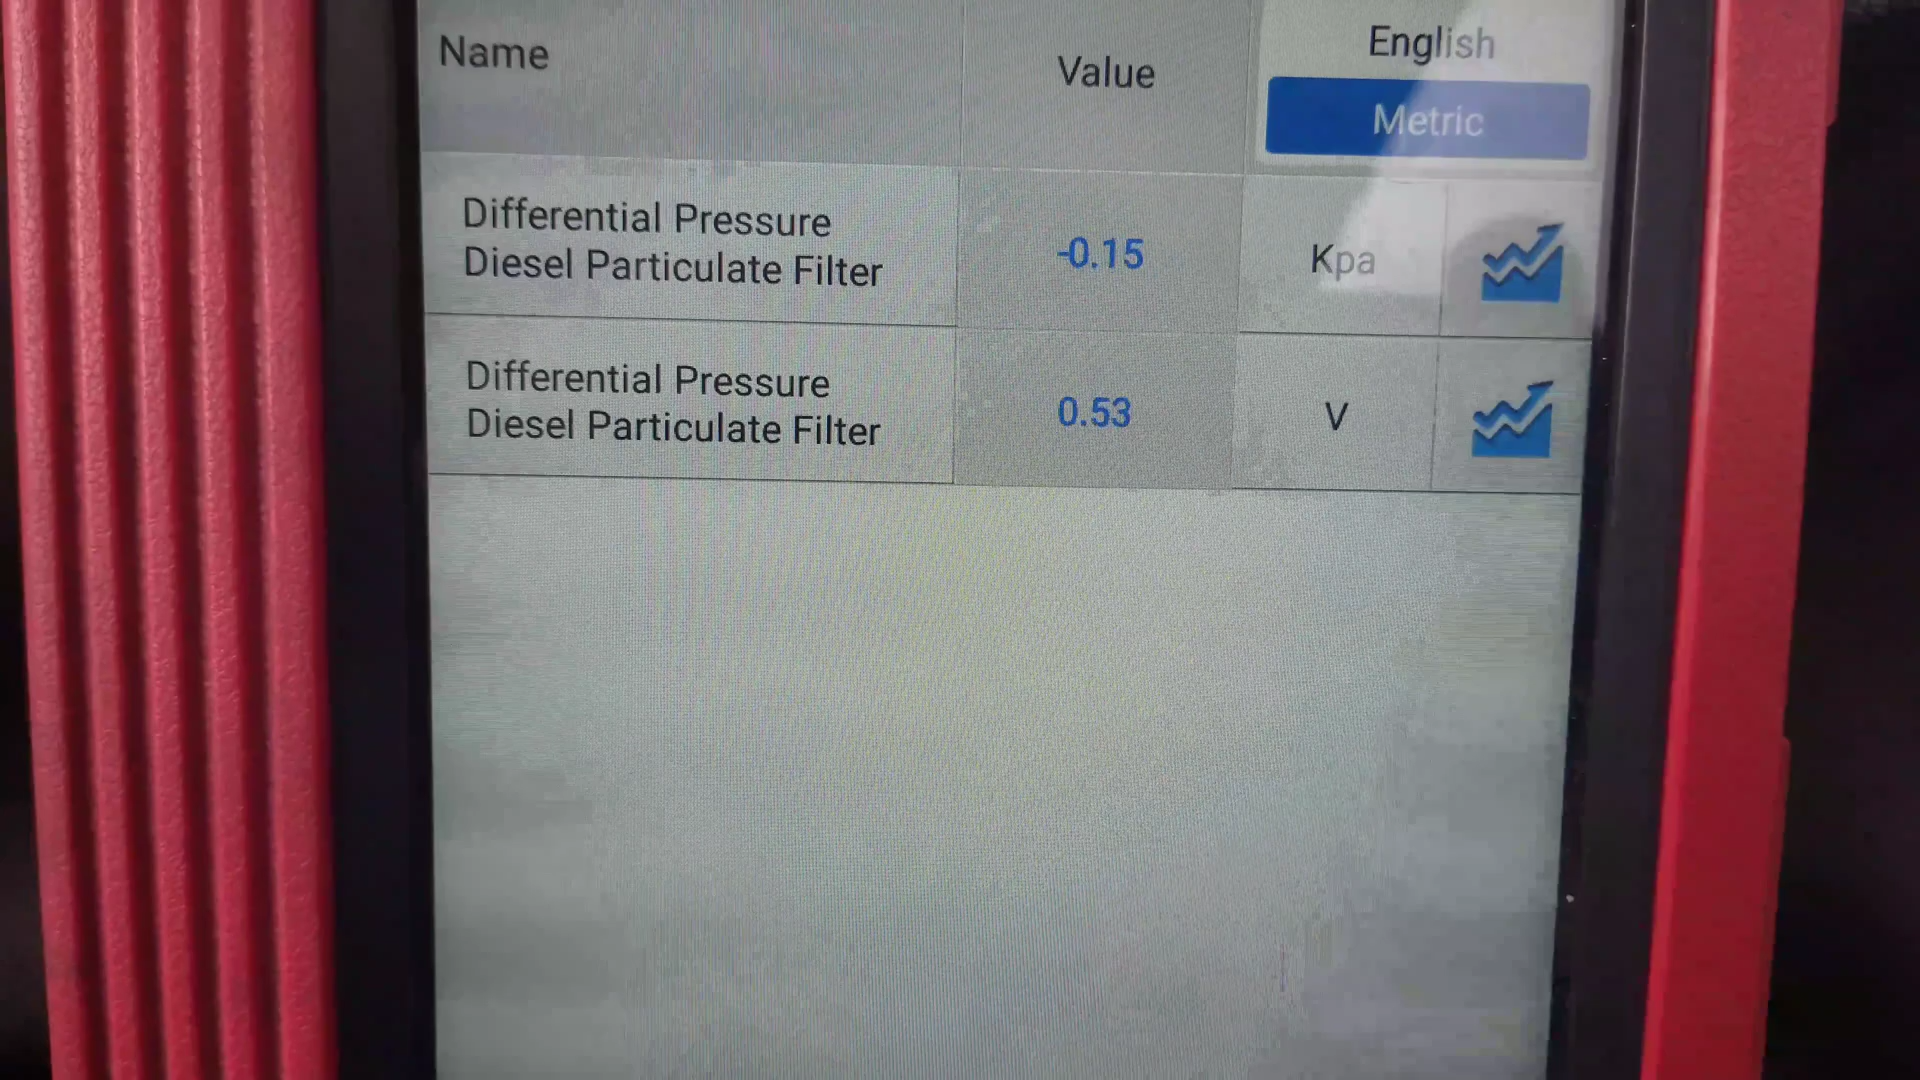 Name
Value
English
Metric
Differential Pressure
Diesel Particulate Filter
-0.15
Kpa
Differential Pressure
Diesel Particulate Filter
0.53
V